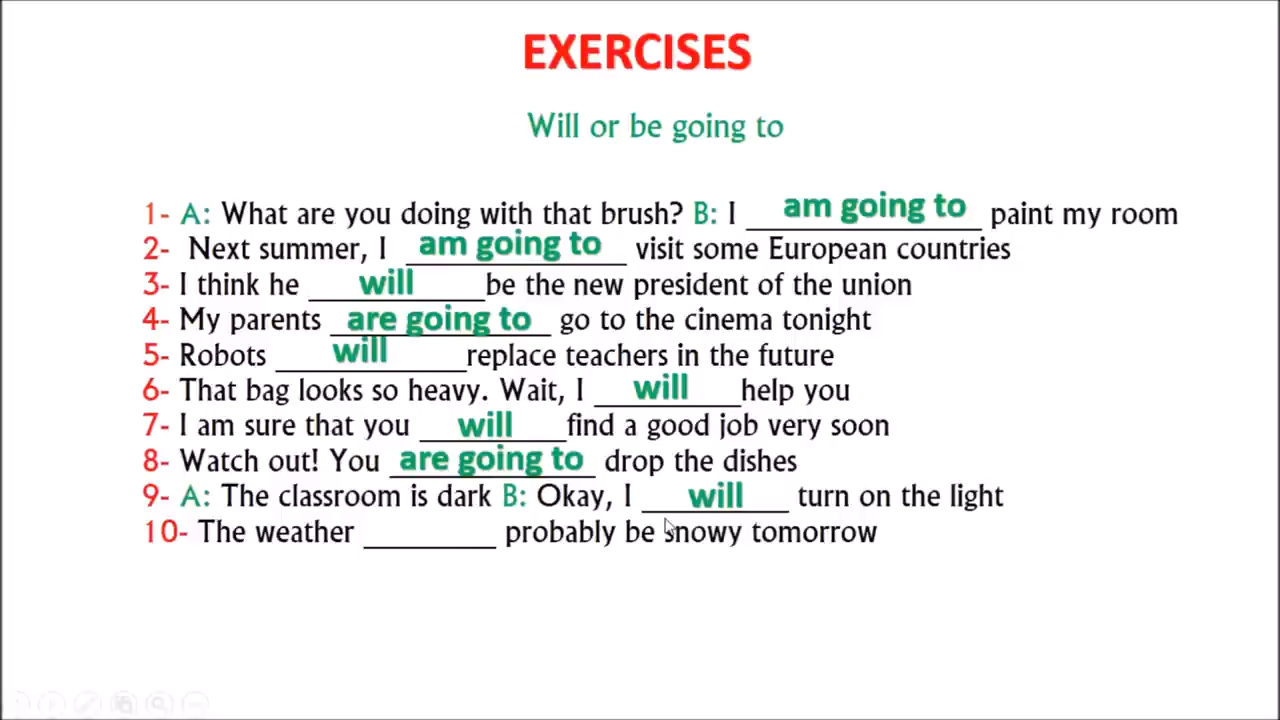 EXERCISES
Will or be going to
1- A: What are you doing with that brush? B: I am going to paint my room
2- Next summer, I am going to visit some European countries
3- I think he will be the new president of the union
4- My parents are going to go to the cinema tonight
5- Robots will replace teachers in the future
6- That bag looks so heavy. Wait, I will help you
7- I am sure that you will find a good job very soon
8- Watch out! You are going to drop the dishes
9- A: The classroom is dark B: Okay, I will turn on the light
10- The weather _________ probably be snowy tomorrow